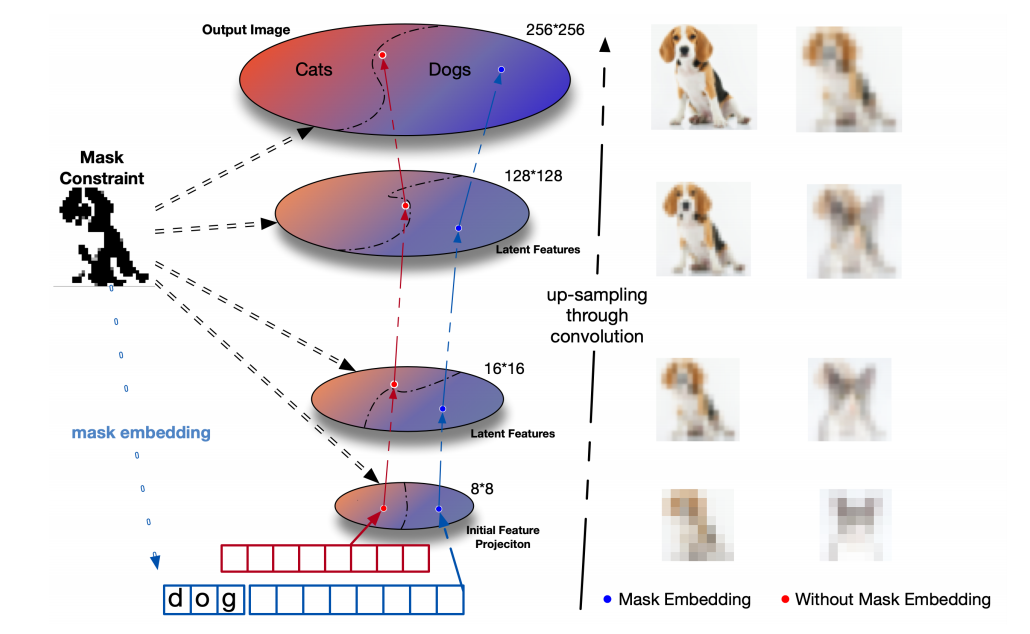 Output Image
256*256
Cats
Dogs
Mask
Constraint
128*128
Latent Features
up-sampling
through
convolution
16*16
Latent Features
mask embedding
8*8
Initial Feature
Projeciton
d o g
Mask Embedding
Without Mask Embedding